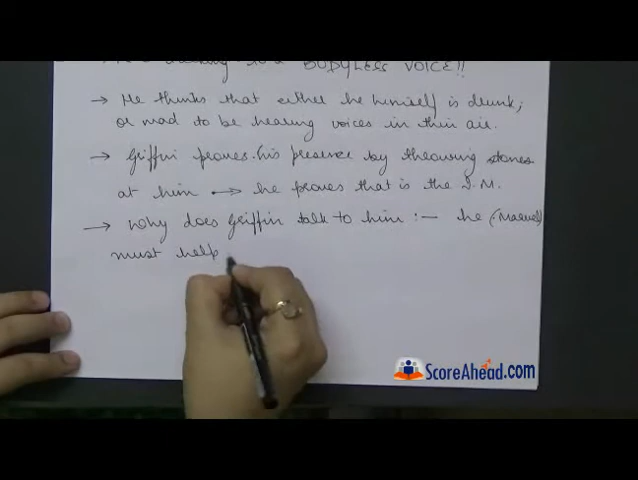 to a BODYLESS VOICE!!
→ He thinks that either he himself is drunk;
or mad to be hearing voices in thin air.
→ Griffin proves his presence by throwing stones
at him → he proves that is the I.M.
→ Why does Griffin talk to him :— he (Marvel)
must help
ScoreAhead.com